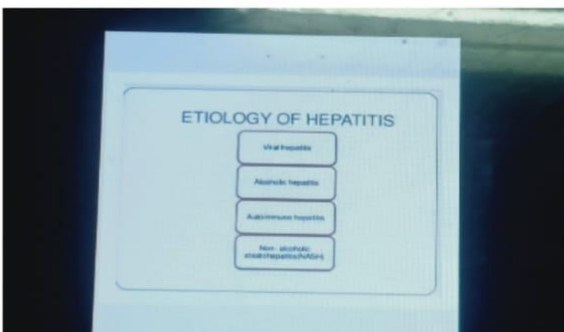 ETIOLOGY OF HEPATITIS
Viral hepatitis
Alcoholic hepatitis
Autoimmune hepatitis
Non- alcoholic
steatohepatitis(NASH)